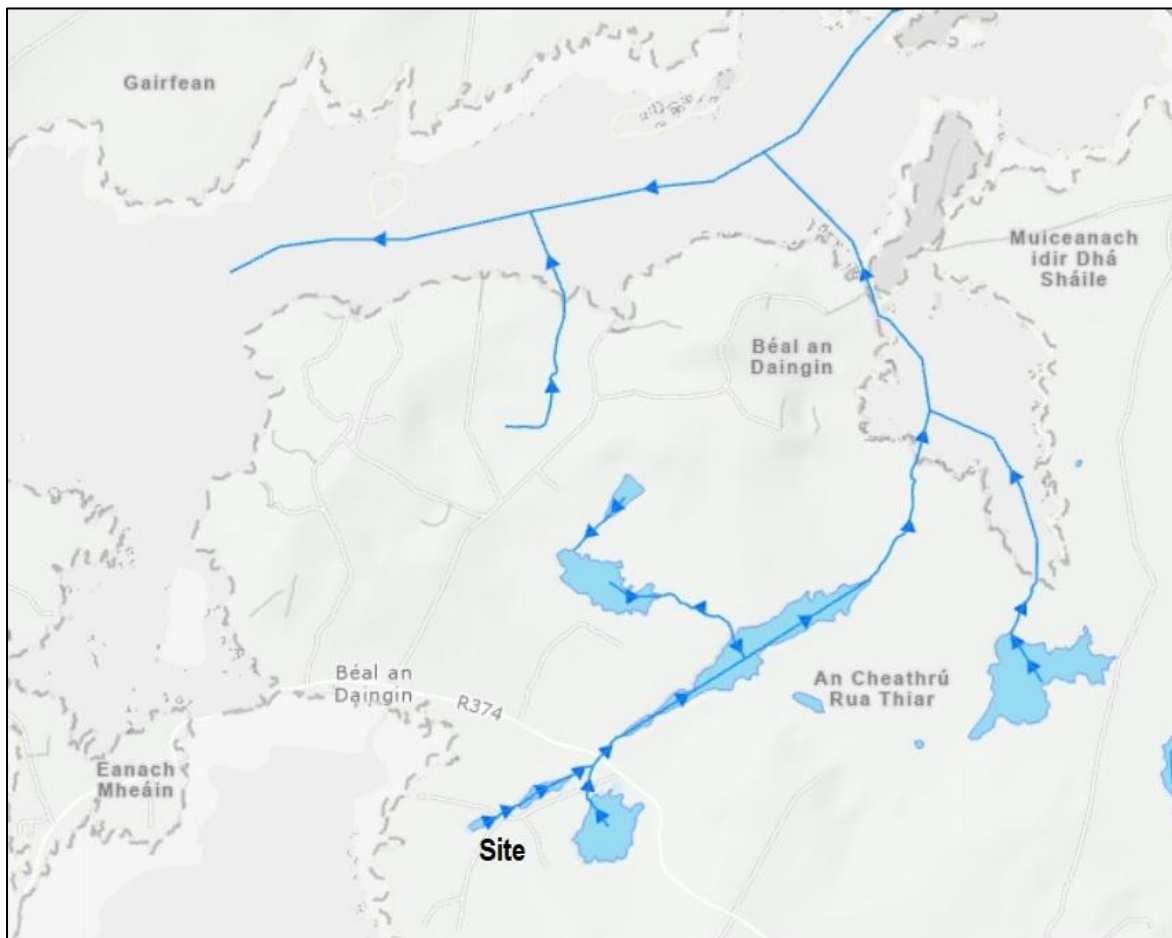 Gairfean
Muiceanach
idir Dhá
Sháile
Béal an
Daingin
Béal an
Daingin
An Cheathrú
Rua Thiar
R374
Eanach
Mheáin
Site